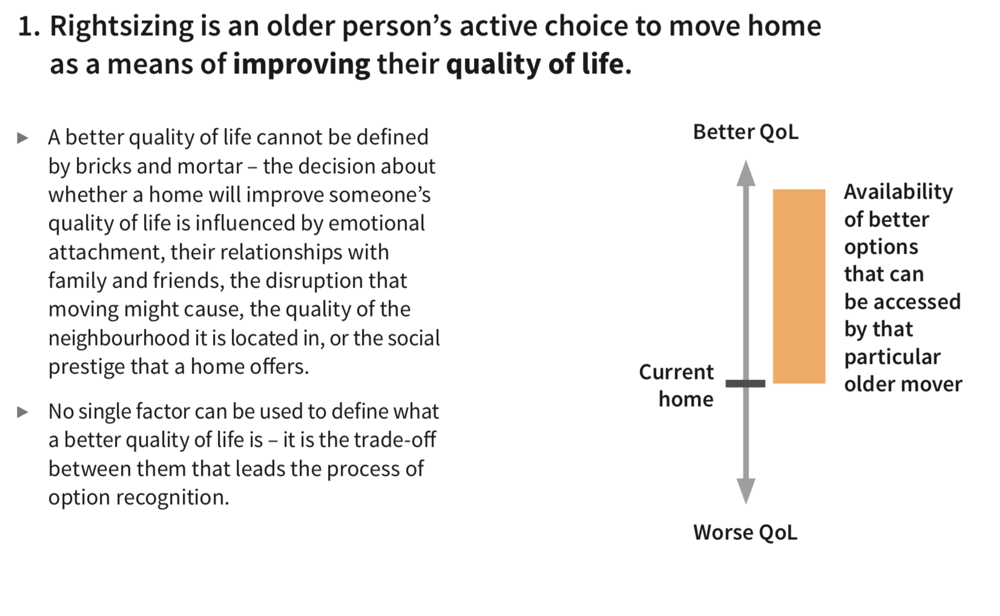 1. Rightsizing is an older person’s active choice to move home
as a means of improving their quality of life.
► A better quality of life cannot be defined
by bricks and mortar – the decision about
whether a home will improve someone’s
quality of life is influenced by emotional
attachment, their relationships with
family and friends, the disruption that
moving might cause, the quality of the
neighbourhood it is located in, or the social
prestige that a home offers.
► No single factor can be used to define what
a better quality of life is – it is the trade-off
between them that leads the process of
option recognition.
Better QoL
Availability
of better
options
that can
be accessed
by that
particular
older mover
Current
home
Worse QoL